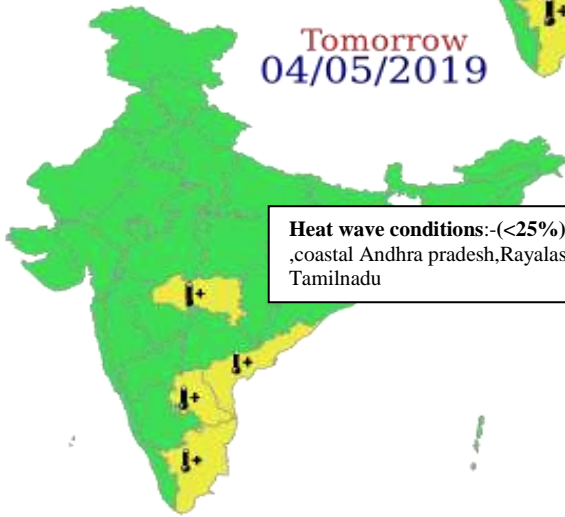 Tomorrow
04/05/2019
Heat wave conditions:-(<25%)
,coastal Andhra pradesh,Rayalas
Tamilnadu